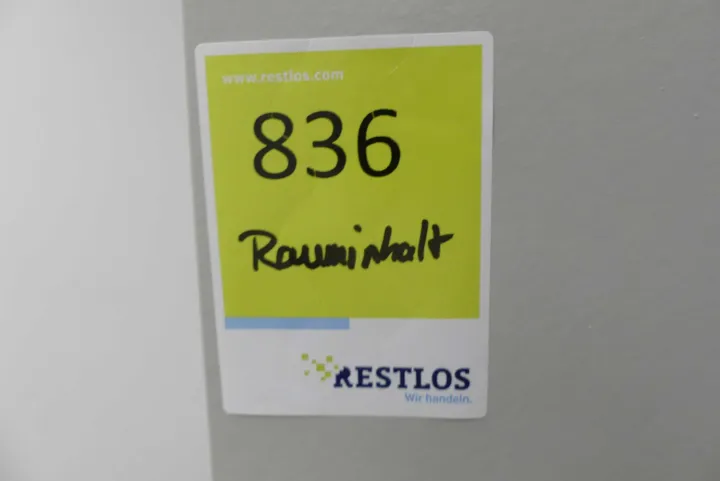 www.restlos.com
836
Rauminhalt
RESTLOS
Wir handeln.